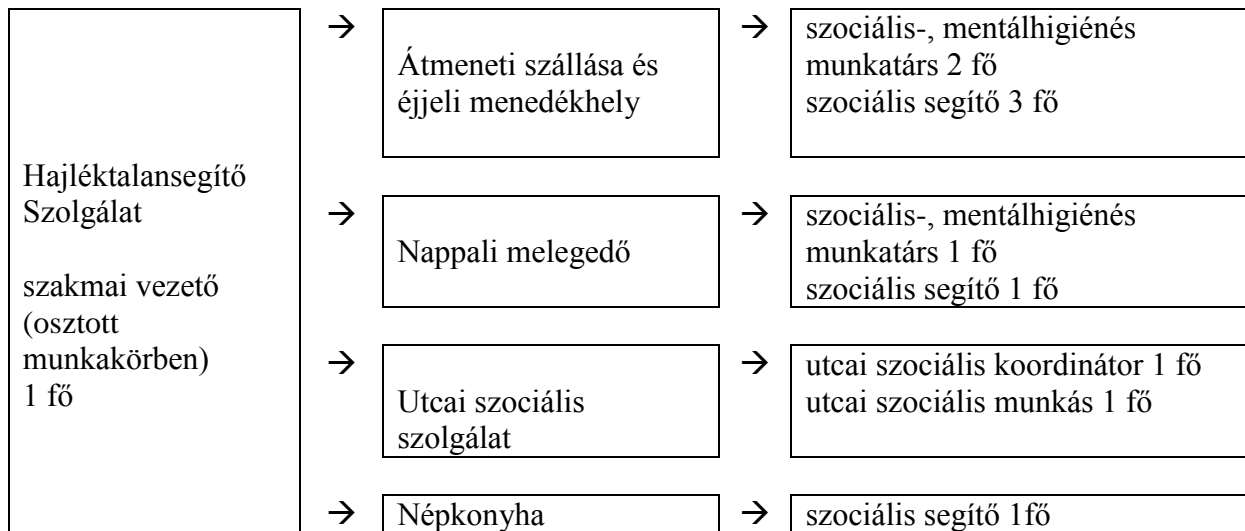 Hajléktalansegítő
Szolgálat
szakmai vezető
(osztott
munkakörben)
1 fő
→
Átmeneti szállása és
éjjeli menedékhely
→
szociális-, mentálhigiénés
munkatárs 2 fő
szociális segítő 3 fő
→
Nappali melegedő
→
szociális-, mentálhigiénés
munkatárs 1 fő
szociális segítő 1 fő
→
Utcai szociális
szolgálat
→
utcai szociális koordinátor 1 fő
utcai szociális munkás 1 fő
→
Népkonyha
→
szociális segítő 1fő